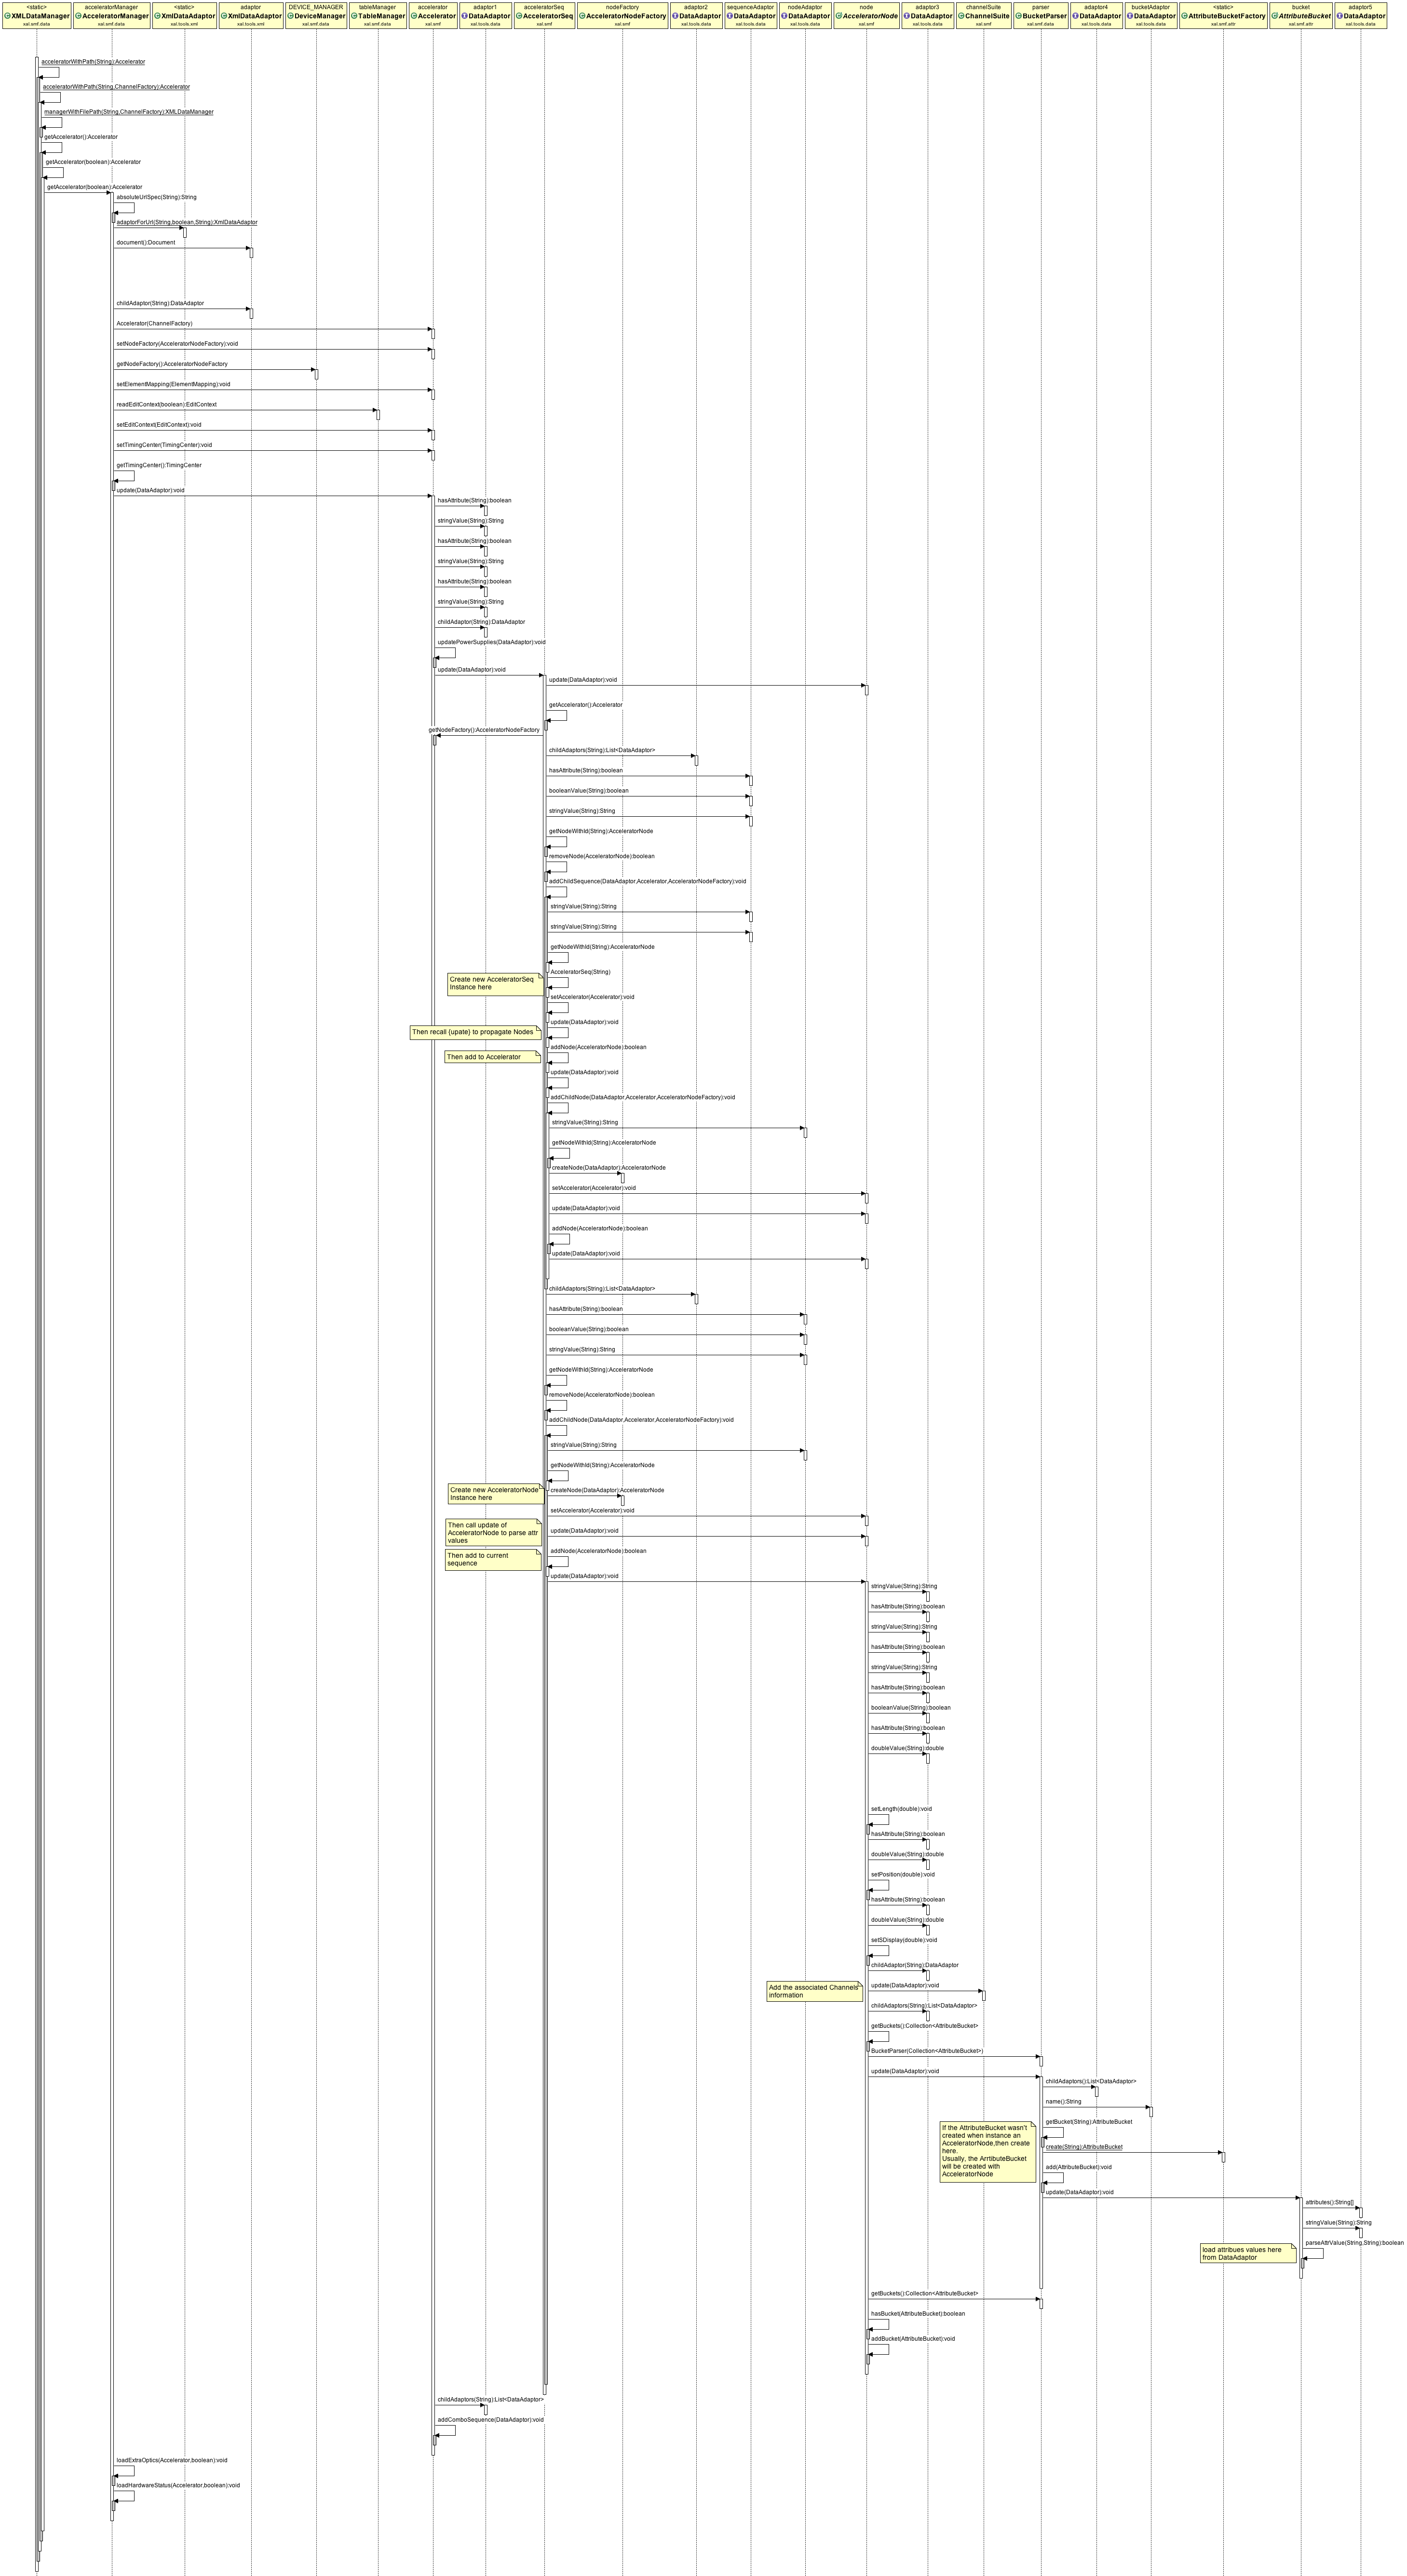 <static>
XMLDataManager
xal.smf.data
acceleratorManager
AcceleratorManager
xal.smf.data
<static>
XmlDataAdaptor
xal.tools.xml
adaptor
XmlDataAdaptor
xal.tools.xml
DEVICE_MANAGER
DeviceManager
xal.smf.data
tableManager
TableManager
xal.smf.data
accelerator
Accelerator
xal.smf
adaptor1
DataAdaptor
xal.tools.data
acceleratorSeq
AcceleratorSeq
xal.smf
nodeFactory
AcceleratorNodeFactory
xal.smf
adaptor2
DataAdaptor
xal.tools.data
sequenceAdaptor
DataAdaptor
xal.tools.data
nodeAdaptor
DataAdaptor
xal.tools.data
node
AcceleratorNode
xal.smf
adaptor3
DataAdaptor
xal.tools.data
channelSuite
ChannelSuite
xal.smf
parser
BucketParser
xal.smf.data
adaptor4
DataAdaptor
xal.tools.data
bucketAdaptor
DataAdaptor
xal.tools.data
<static>
AttributeBucketFactory
xal.smf.attr
bucket
AttributeBucket
xal.smf.attr
adaptor5
DataAdaptor
xal.tools.data
acceleratorWithPath(String):Accelerator
acceleratorWithPath(String,ChannelFactory):Accelerator
managerWithFilePath(String,ChannelFactory):XMLDataManager
getAccelerator():Accelerator
getAccelerator(boolean):Accelerator
getAccelerator(boolean):Accelerator
absoluteUrlSpec(String):String
adaptorForUrl(String,boolean,String):XmlDataAdaptor
document():Document
childAdaptor(String):DataAdaptor
Accelerator(ChannelFactory)
setNodeFactory(AcceleratorNodeFactory):void
getNodeFactory():AcceleratorNodeFactory
setElementMapping(ElementMapping):void
readEditContext(boolean):EditContext
setEditContext(EditContext):void
setTimingCenter(TimingCenter):void
getTimingCenter():TimingCenter
update(DataAdaptor):void
hasAttribute(String):boolean
stringValue(String):String
hasAttribute(String):boolean
stringValue(String):String
hasAttribute(String):boolean
stringValue(String):String
childAdaptor(String):DataAdaptor
updatePowerSupplies(DataAdaptor):void
update(DataAdaptor):void
update(DataAdaptor):void
getAccelerator():Accelerator
getNodeFactory():AcceleratorNodeFactory
childAdaptors(String):List<DataAdaptor>
hasAttribute(String):boolean
booleanValue(String):boolean
stringValue(String):String
getNodeWithId(String):AcceleratorNode
removeNode(AcceleratorNode):boolean
addChildSequence(DataAdaptor,Accelerator,AcceleratorNodeFactory):void
stringValue(String):String
stringValue(String):String
getNodeWithId(String):AcceleratorNode
AcceleratorSeq(String)
Create new AcceleratorSeq
Instance here
setAccelerator(Accelerator):void
update(DataAdaptor):void
Then recall {upate} to propagate Nodes
addNode(AcceleratorNode):boolean
Then add to Accelerator
update(DataAdaptor):void
addChildNode(DataAdaptor,Accelerator,AcceleratorNodeFactory):void
stringValue(String):String
getNodeWithId(String):AcceleratorNode
createNode(DataAdaptor):AcceleratorNode
setAccelerator(Accelerator):void
update(DataAdaptor):void
addNode(AcceleratorNode):boolean
update(DataAdaptor):void
childAdaptors(String):List<DataAdaptor>
hasAttribute(String):boolean
booleanValue(String):boolean
stringValue(String):String
getNodeWithId(String):AcceleratorNode
removeNode(AcceleratorNode):boolean
addChildNode(DataAdaptor,Accelerator,AcceleratorNodeFactory):void
stringValue(String):String
getNodeWithId(String):AcceleratorNode
createNode(DataAdaptor):AcceleratorNode
Create new AcceleratorNode
Instance here
setAccelerator(Accelerator):void
Then call update of
AcceleratorNode to parse attr
values
update(DataAdaptor):void
addNode(AcceleratorNode):boolean
Then add to current
sequence
update(DataAdaptor):void
stringValue(String):String
hasAttribute(String):boolean
stringValue(String):String
hasAttribute(String):boolean
stringValue(String):String
hasAttribute(String):boolean
booleanValue(String):boolean
hasAttribute(String):boolean
doubleValue(String):double
setLength(double):void
hasAttribute(String):boolean
doubleValue(String):double
setPosition(double):void
hasAttribute(String):boolean
doubleValue(String):double
setSDisplay(double):void
childAdaptor(String):DataAdaptor
Add the associated Channels
information
update(DataAdaptor):void
childAdaptors(String):List<DataAdaptor>
getBuckets():Collection<AttributeBucket>
BucketParser(Collection<AttributeBucket>)
update(DataAdaptor):void
childAdaptors():List<DataAdaptor>
name():String
getBucket(String):AttributeBucket
If the AttributeBucket wasn't
created when instance an
AcceleratorNode,then create
here.
Usually, the ArrtibuteBucket
will be created with
AcceleratorNode
create(String):AttributeBucket
add(AttributeBucket):void
update(DataAdaptor):void
attributes():String[]
stringValue(String):String
parseAttrValue(String,String):boolean
load attribues values here
from DataAdaptor
getBuckets():Collection<AttributeBucket>
hasBucket(AttributeBucket):boolean
addBucket(AttributeBucket):void
childAdaptors(String):List<DataAdaptor>
addComboSequence(DataAdaptor):void
loadExtraOptics(Accelerator,boolean):void
loadHardwareStatus(Accelerator,boolean):void